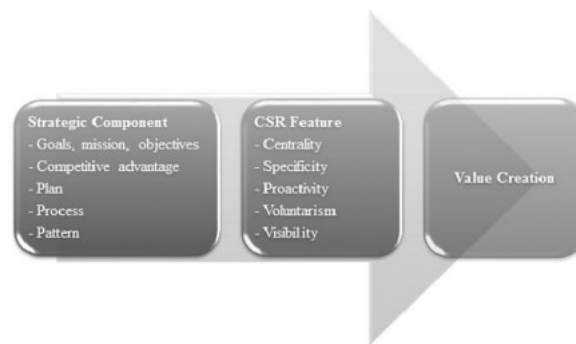 Strategic Component
- Goals, mission, objectives
- Competitive advantage
- Plan
- Process
- Pattern
CSR Feature
- Centrality
- Specificity
- Proactivity
- Voluntarism
- Visibility
Value Creation